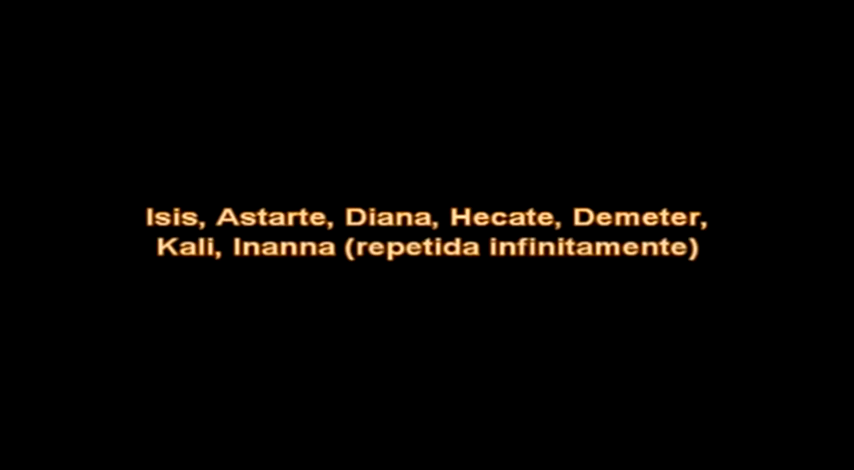 Isis, Astarte, Diana, Hecate, Demeter,
Kali, Inanna (repetida infinitamente)